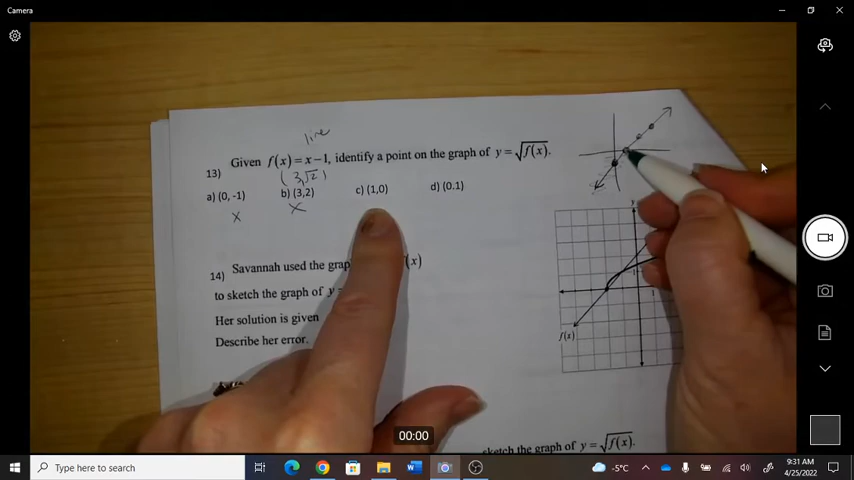 Camera
line
13) Given f(x) = x − 1, identify a point on the graph of y = √f(x).
(3,√2)
a) (0, -1) b) (3,2) c) (1,0) d) (0.1)
x x
y
14) Savannah used the (x)
to sketch the graph of y =
1
1
Her solution is given
f(x)
Describe her error.
sketch the graph of y = √f(x).
00:00
Type here to search
W
-5°C
9:31 AM
4/25/2022